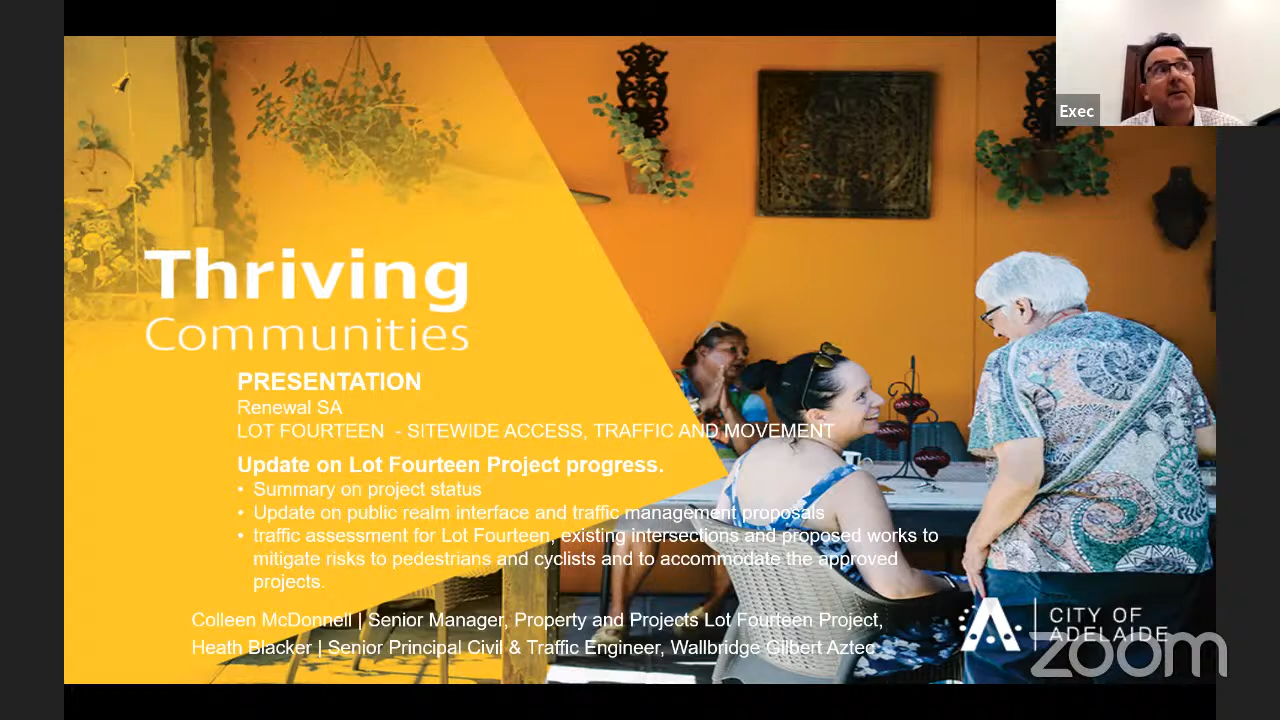 Exec
Thriving
Communities
PRESENTATION
Renewal SA
LOT FOURTEEN - SITEWIDE ACCESS, TRAFFIC AND MOVEMENT
Update on Lot Fourteen Project progress.
• Summary on project status
• Update on public realm interface and traffic management proposals
• traffic assessment for Lot Fourteen, existing intersections and proposed works to
mitigate risks to pedestrians and cyclists and to accommodate the approved
projects.
Colleen McDonnell | Senior Manager, Property and Projects Lot Fourteen Project,
Heath Blacker | Senior Principal Civil & Traffic Engineer, Wallbridge Gilbert Aztec
CITY OF
ADELAIDE
zoom